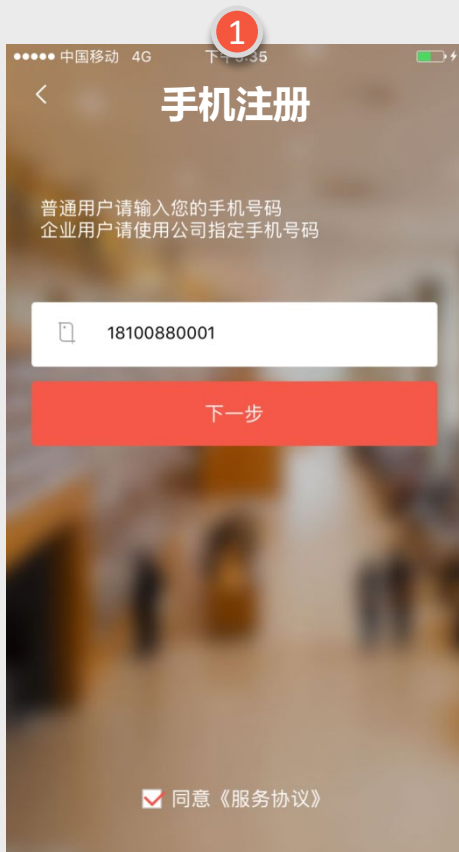 1
中国移动 4G
手机注册
普通用户请输入您的手机号码
企业用户请使用公司指定手机号码
18100880001
下一步
同意《服务协议》